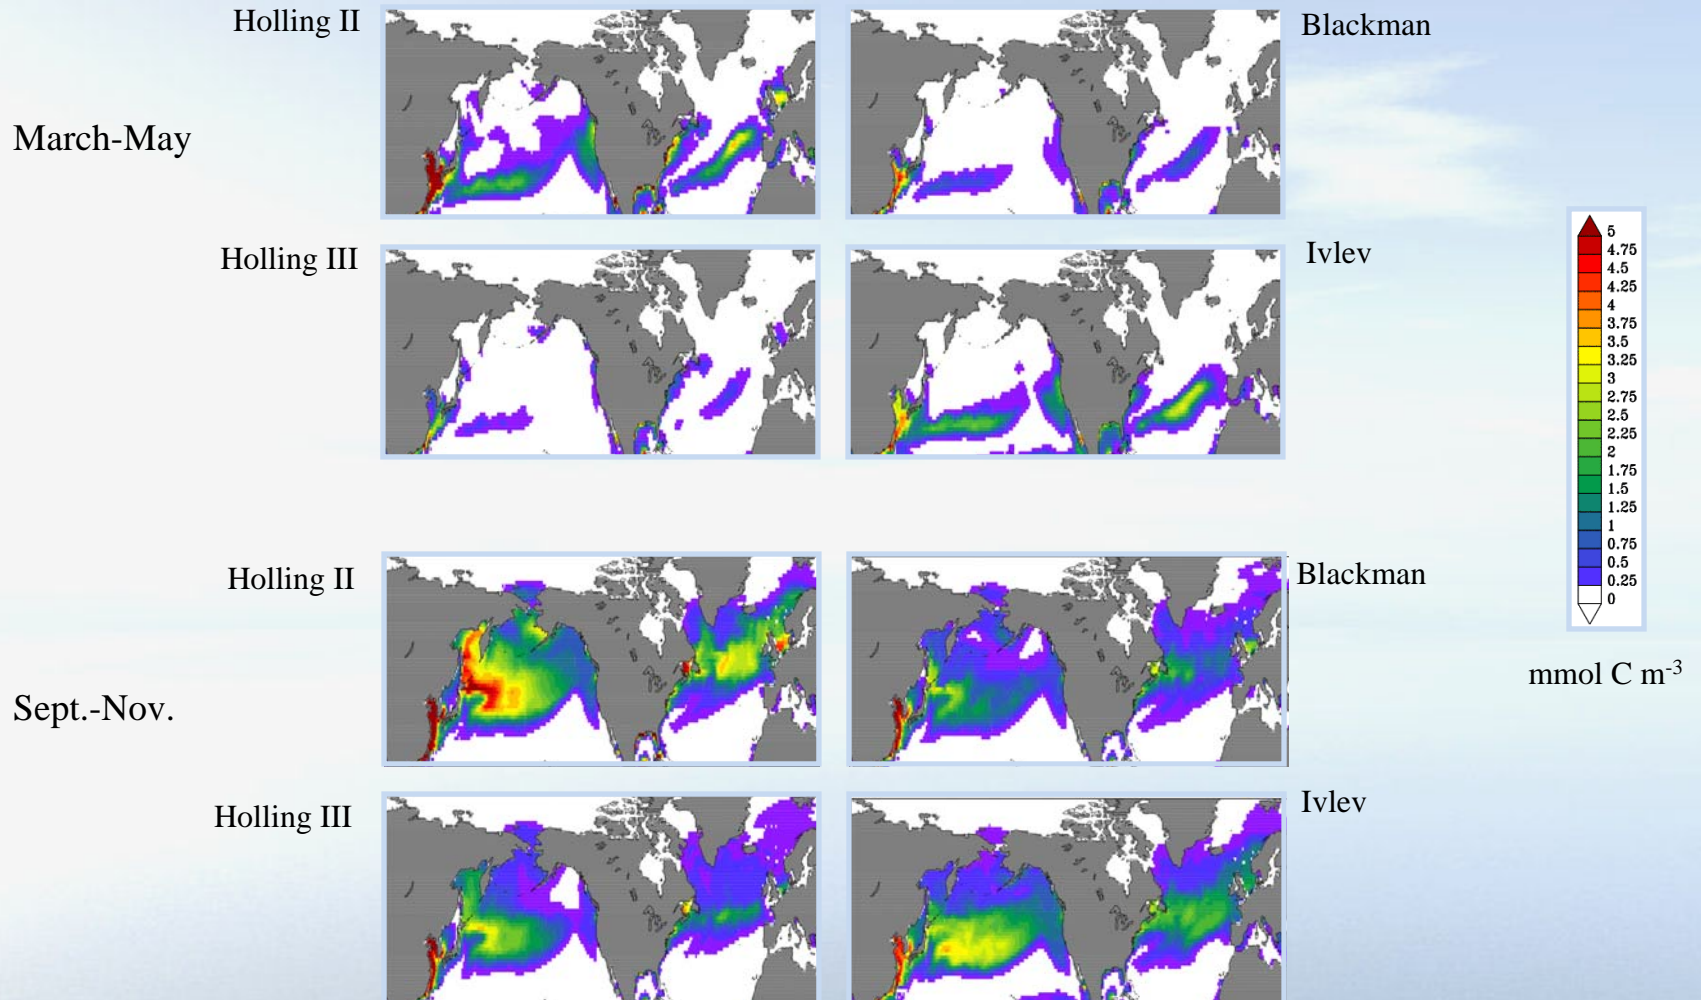 Holling II
Blackman
March-May
Holling III
Ivlev
5
4.75
4.5
4.25
4
3.75
3.5
3.25
3
2.75
2.5
2.25
2
1.75
1.5
1.25
1
0.75
0.5
0.25
0
mmol C m-3
Holling II
Blackman
Sept.-Nov.
Holling III
Ivlev